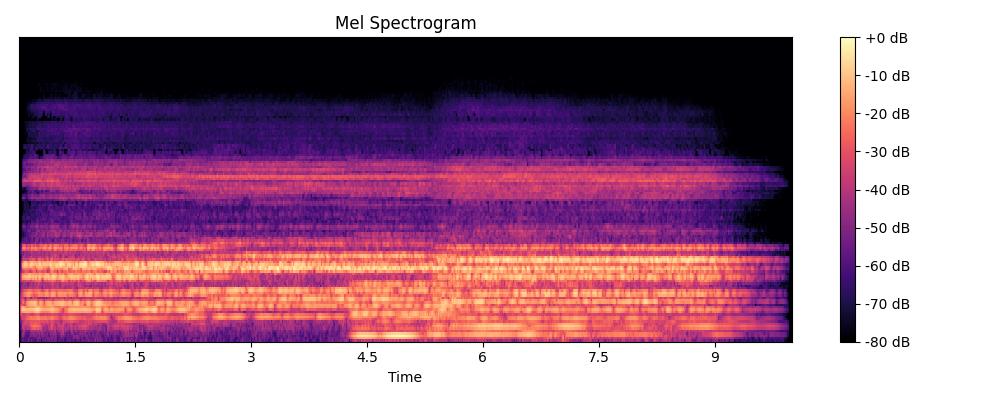 Mel Spectrogram
+0 dB
-10 dB
-20 dB
-30 dB
-40 dB
-50 dB
-60 dB
-70 dB
-80 dB
0 1.5 3 4.5 6 7.5 9
Time